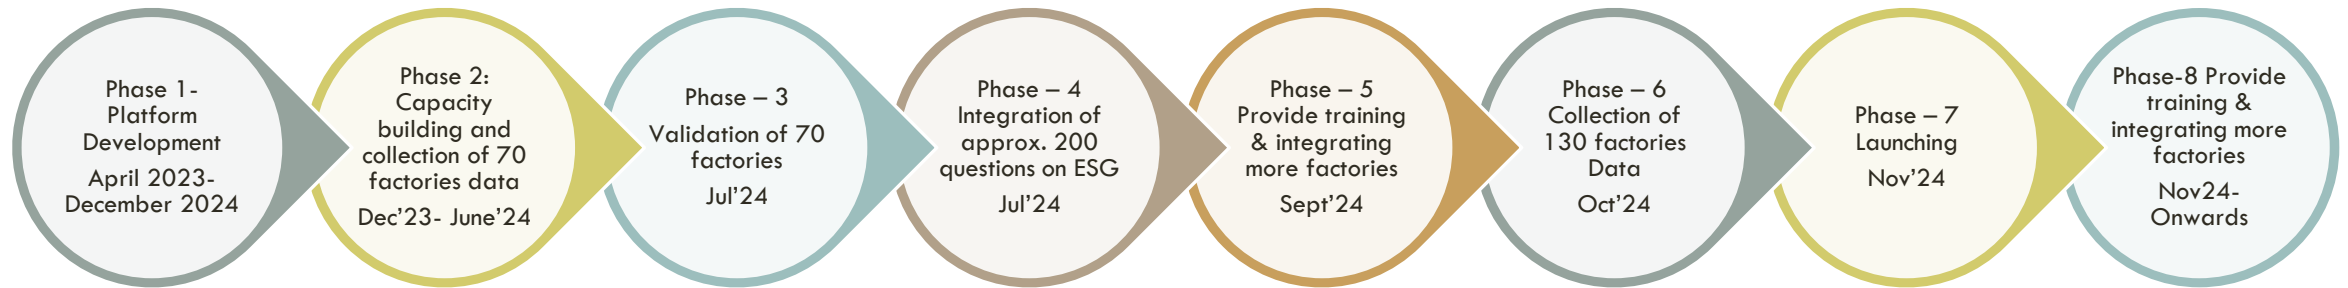 Phase 1-
Platform
Development
April 2023-
December 2024
Phase 2:
Capacity
building and
collection of 70
factories data
Dec’23- June’24
Phase – 3
Validation of 70
factories
Jul’24
Phase – 4
Integration of
approx. 200
questions on ESG
Jul’24
Phase – 5
Provide training
& integrating
more factories
Sept’24
Phase – 6
Collection of
130 factories
Data
Oct’24
Phase – 7
Launching
Nov’24
Phase-8 Provide
training &
integrating more
factories
Nov24-
Onwards